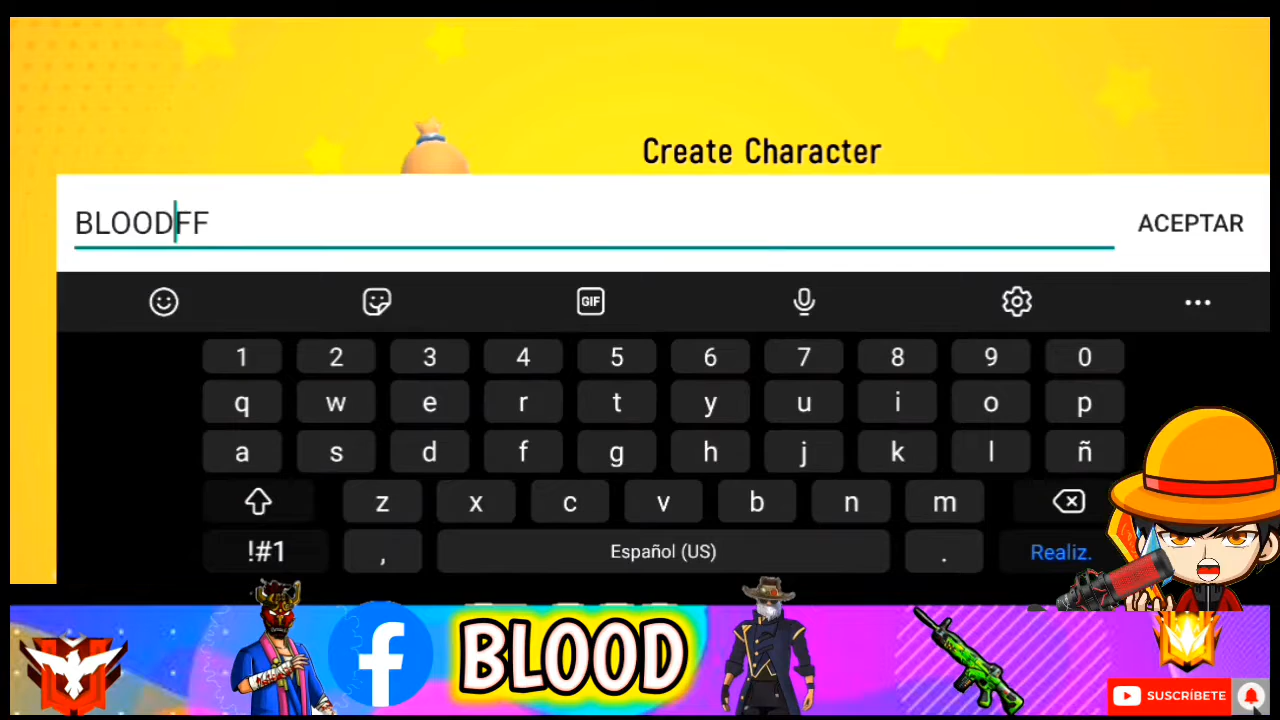 Create Character
BLOODFF
ACEPTAR
GIF
1 2 3 4 5 6 7 8 9 0
q w e r t y u i o p
a s d f g h j k l ñ
z x c v b n m
!#1 , Español (US) . Realiz.
f BLOOD
SUSCRÍBETE